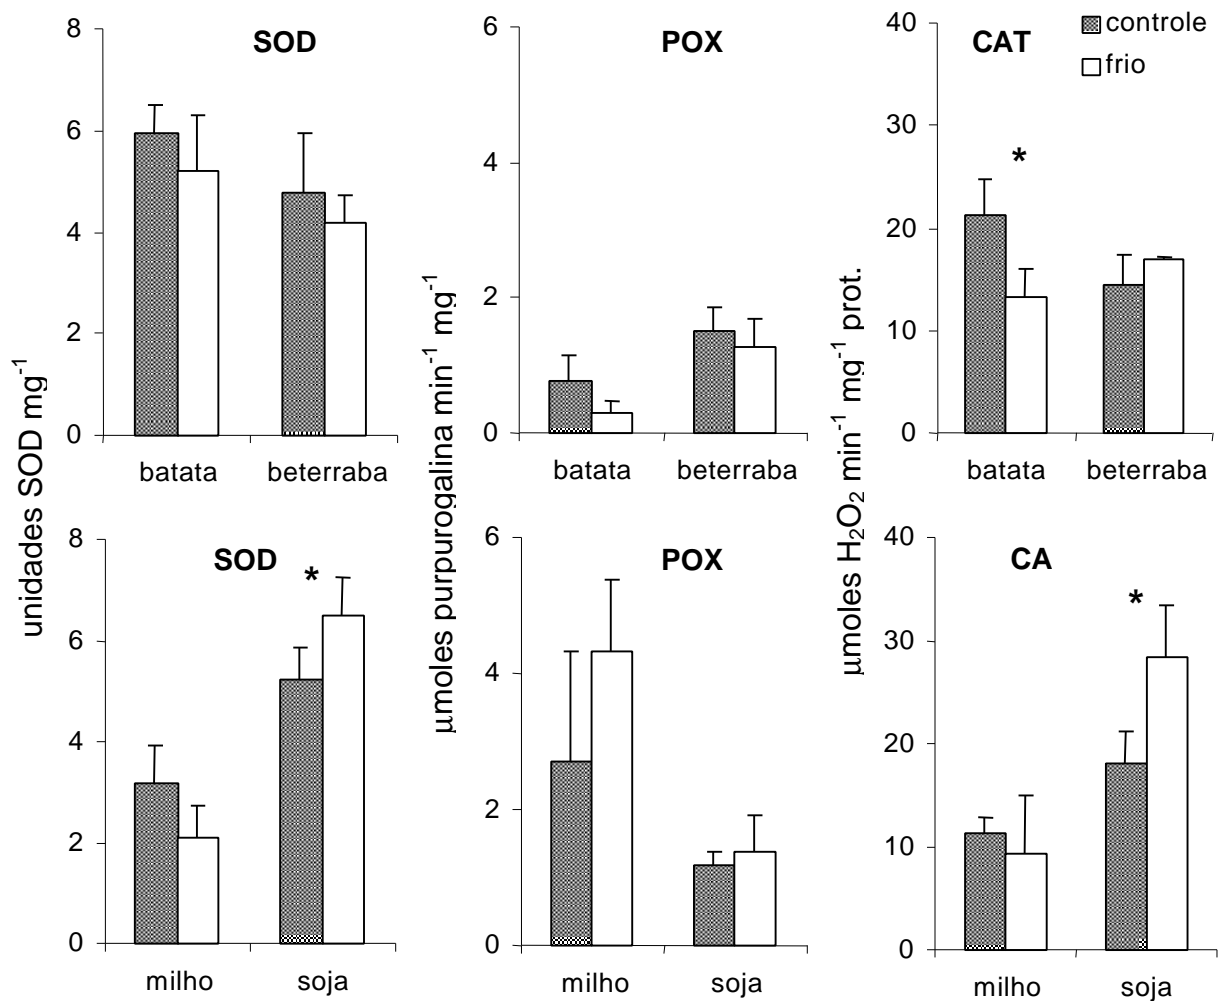 SOD
8
6
4
2
0
batata beterraba
POX
6
4
2
0
batata beterraba
CAT
controle
frio
40
30
20
10
0
*
batata beterraba
unidades SOD mg-1
µmoles purpurogalina min-1 mg-1
µmoles H2O2 min-1 mg-1 prot.
SOD
8
6
4
2
0
*
milho soja
POX
6
4
2
0
milho soja
CA
40
30
20
10
0
*
milho soja